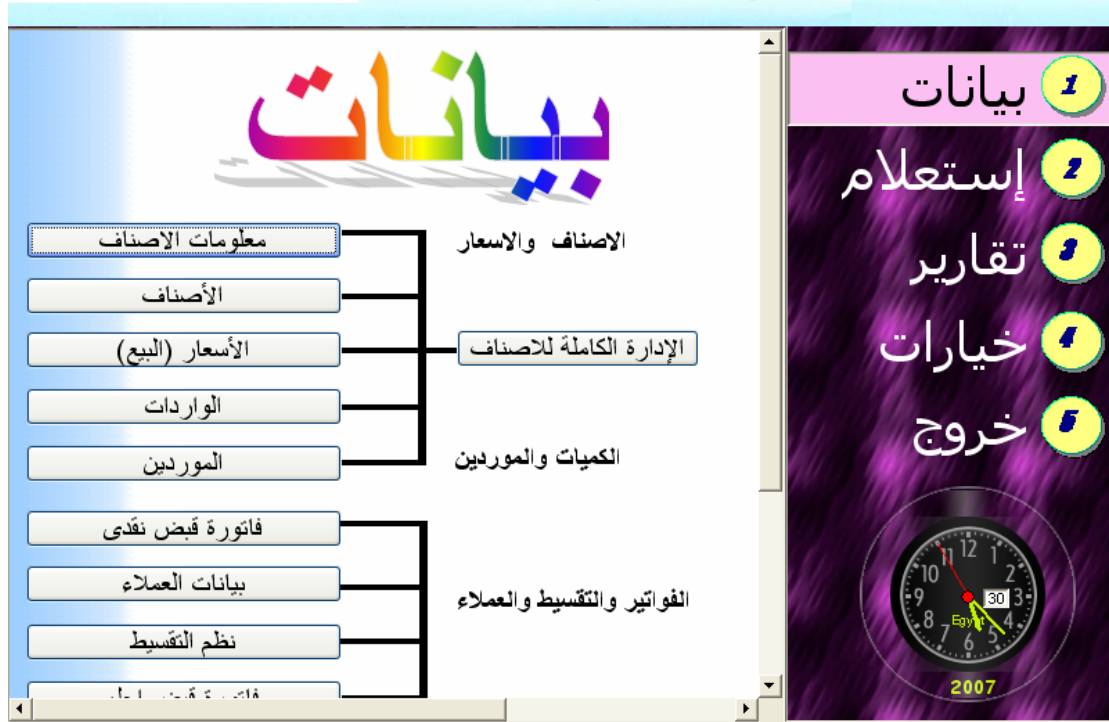 بيانات
الاصناف والاسعار
معلومات الاصناف
الأصناف
الإدارة الكاملة للاصناف
الأسعار (البيع)
الواردات
الكميات والموردين
الموردين
فاتورة قبض نقدى
بيانات العملاء
الفواتير والتقسيط والعملاء
نظم التقسيط
1 بيانات
2 إستعلام
3 تقارير
4 خيارات
5 خروج
12
1
2
3
4
5
6
7
8
9
10
11
30
Egypt
2007